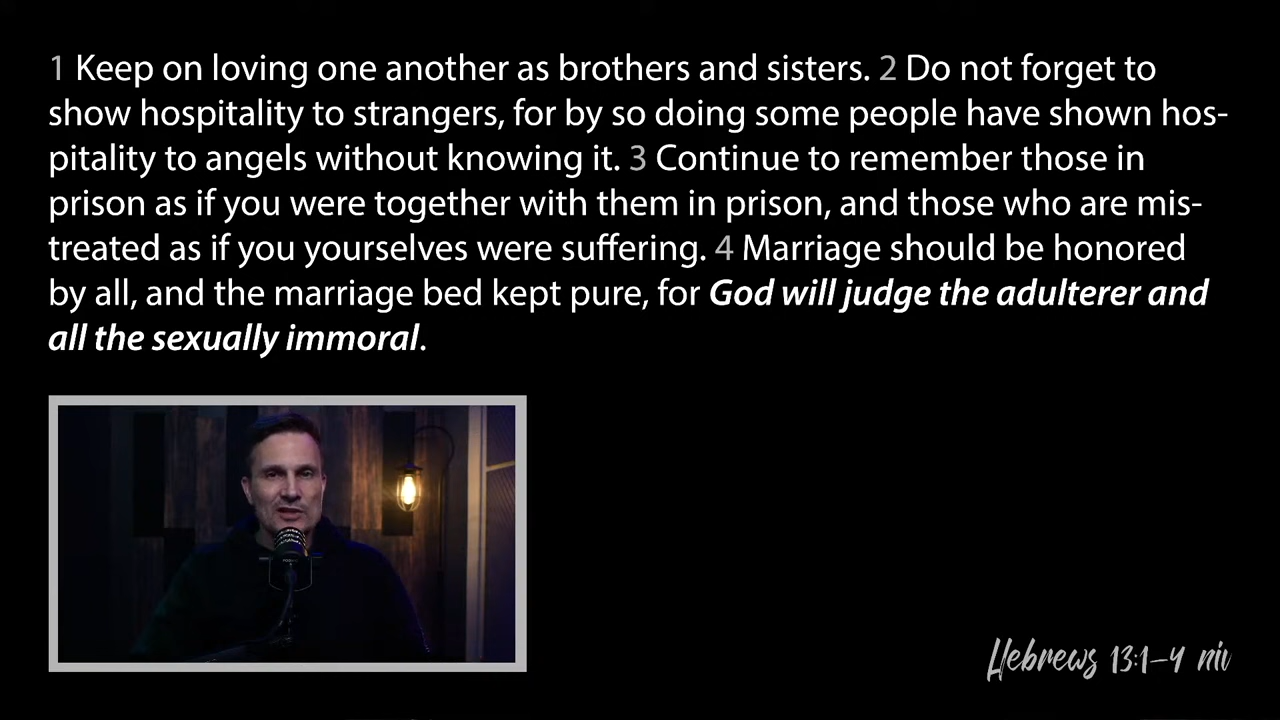 1 Keep on loving one another as brothers and sisters. 2 Do not forget to
show hospitality to strangers, for by so doing some people have shown hos-
pitality to angels without knowing it. 3 Continue to remember those in
prison as if you were together with them in prison, and those who are mis-
treated as if you yourselves were suffering. 4 Marriage should be honored
by all, and the marriage bed kept pure, for God will judge the adulterer and
all the sexually immoral.
Hebrews 13:1–4 niv